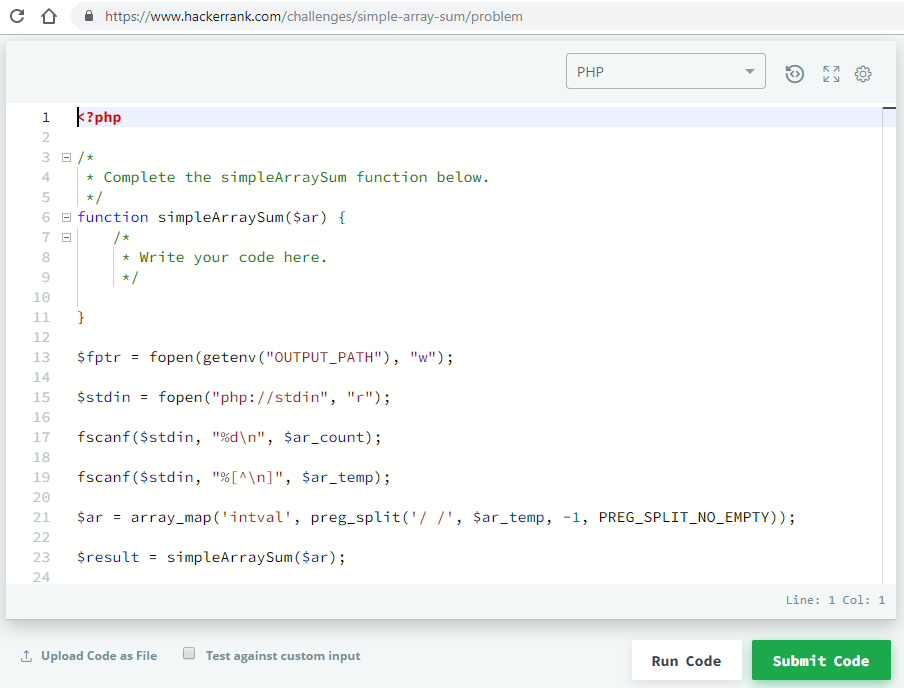 https://www.hackerrank.com/challenges/simple-array-sum/problem
PHP
1 <?php
2
3 /*
4 * Complete the simpleArraySum function below.
5 */
6 function simpleArraySum($ar) {
7 /*
8 * Write your code here.
9 */
10
11 }
12
13 $fptr = fopen(getenv("OUTPUT_PATH"), "w");
14
15 $stdin = fopen("php://stdin", "r");
16
17 fscanf($stdin, "%d\n", $ar_count);
18
19 fscanf($stdin, "%[^\n]", $ar_temp);
20
21 $ar = array_map('intval', preg_split('/ /', $ar_temp, -1, PREG_SPLIT_NO_EMPTY));
22
23 $result = simpleArraySum($ar);
24
Line: 1 Col: 1
Upload Code as File Test against custom input Run Code Submit Code